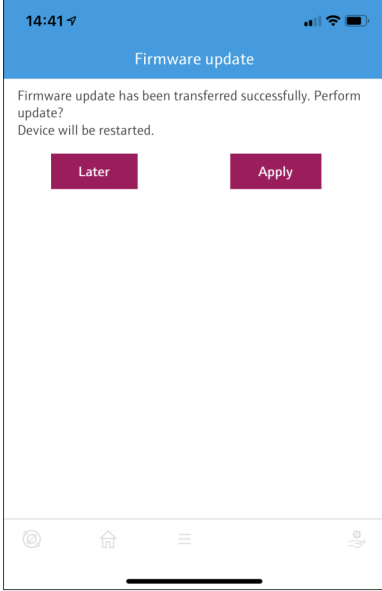 14:41
Firmware update
Firmware update has been transferred successfully. Perform
update?
Device will be restarted.
Later
Apply